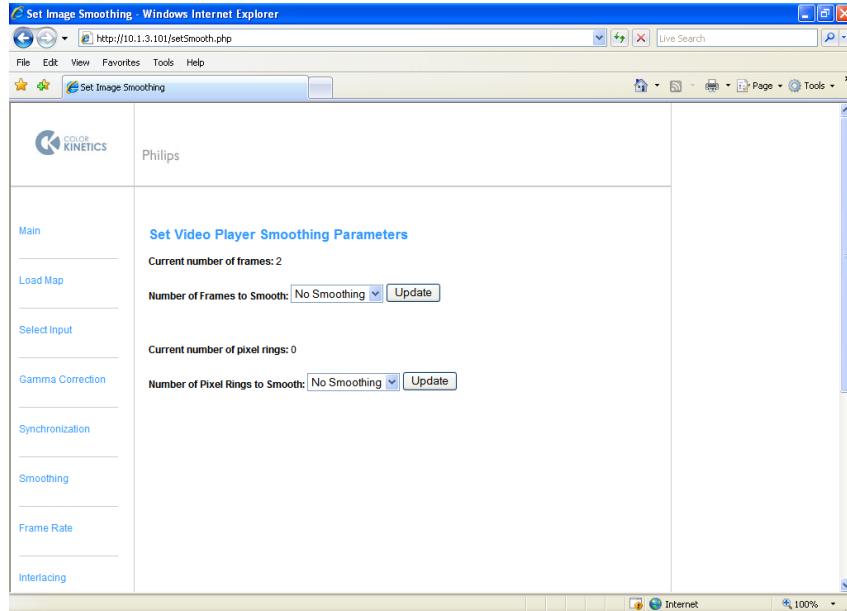 Set Image Smoothing - Windows Internet Explorer
http://10.1.3.101/setSmooth.php
Live Search
File Edit View Favorites Tools Help
Set Image Smoothing
Page Tools
COLOR
KINETICS
Philips
Main
Set Video Player Smoothing Parameters
Current number of frames: 2
Load Map
Number of Frames to Smooth: No Smoothing Update
Select Input
Current number of pixel rings: 0
Gamma Correction
Number of Pixel Rings to Smooth: No Smoothing Update
Synchronization
Smoothing
Frame Rate
Interlacing
Internet
100%